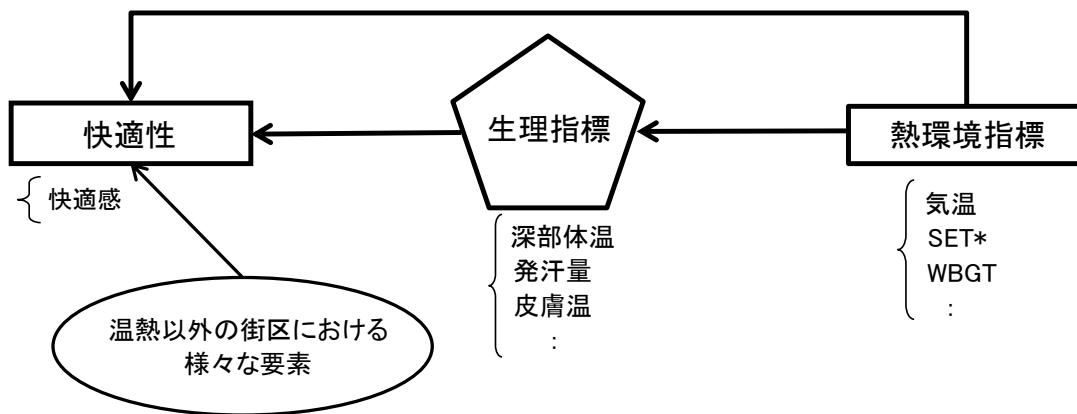 快適性
生理指標
熱環境指標
快適感
深部体温
発汗量
皮膚温
:
気温
SET*
WBGT
:
温熱以外の街区における
様々な要素